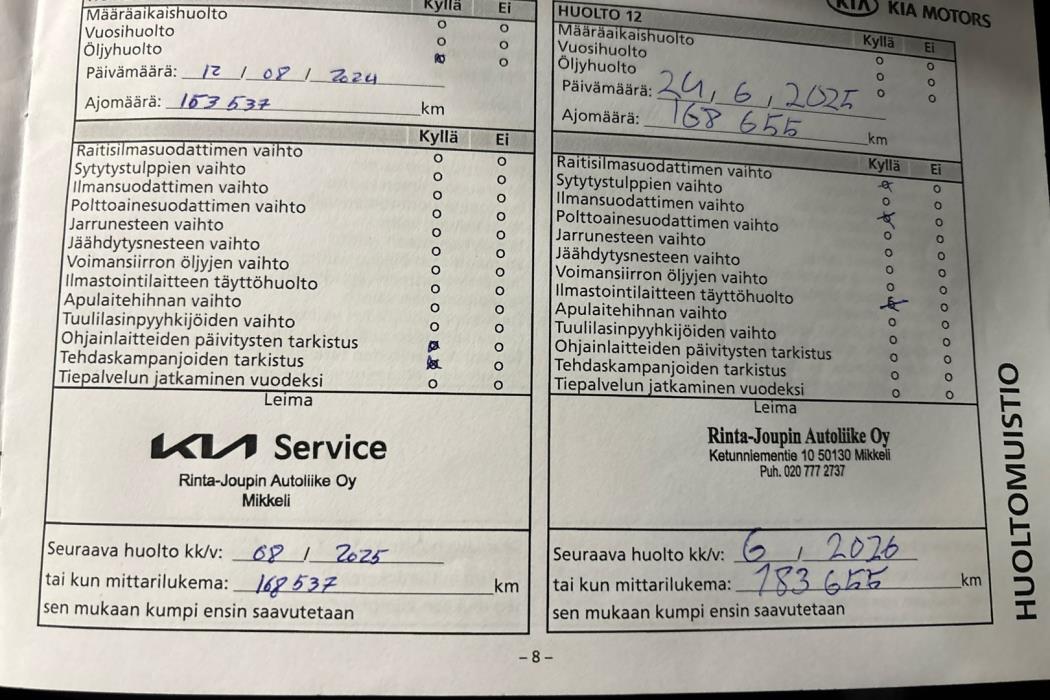 Kyllä Ei
Määräaikaishuolto
Vuosihuolto
Öljyhuolto
Päivämäärä: 12 / 08 / 2024
Ajomäärä: 153 537 km
Kyllä Ei
Raitisilmasuodattimen vaihto
Sytytystulppien vaihto
Ilmansuodattimen vaihto
Polttoainesuodattimen vaihto
Jarrunesteen vaihto
Jäähdytysnesteen vaihto
Voimansiirron öljyjen vaihto
Ilmastointilaitteen täyttöhuolto
Apulaitehihnan vaihto
Tuulilasinpyyhkijöiden vaihto
Ohjainlaitteiden päivitysten tarkistus
Tehdaskampanjoiden tarkistus
Tiepalvelun jatkaminen vuodeksi
Leima
KIA Service
Rinta-Joupin Autoliike Oy
Mikkeli
Seuraava huolto kk/v: 08 / 2025
tai kun mittarilukema: 168 537 km
sen mukaan kumpi ensin saavutetaan
KIA KIA MOTORS
HUOLTO 12
Kyllä Ei
Määräaikaishuolto
Vuosihuolto
Öljyhuolto
Päivämäärä: 24, 6, 2025
Ajomäärä: 168 655 km
Kyllä Ei
Raitisilmasuodattimen vaihto
Sytytystulppien vaihto
Ilmansuodattimen vaihto
Polttoainesuodattimen vaihto
Jarrunesteen vaihto
Jäähdytysnesteen vaihto
Voimansiirron öljyjen vaihto
Ilmastointilaitteen täyttöhuolto
Apulaitehihnan vaihto
Tuulilasinpyyhkijöiden vaihto
Ohjainlaitteiden päivitysten tarkistus
Tehdaskampanjoiden tarkistus
Tiepalvelun jatkaminen vuodeksi
Leima
Rinta-Joupin Autoliike Oy
Ketunniementie 10 50130 Mikkeli
Puh. 020 777 2737
Seuraava huolto kk/v: 6 / 2026
tai kun mittarilukema: 183 655 km
sen mukaan kumpi ensin saavutetaan
HUOLTOMUISTIO
– 8 –